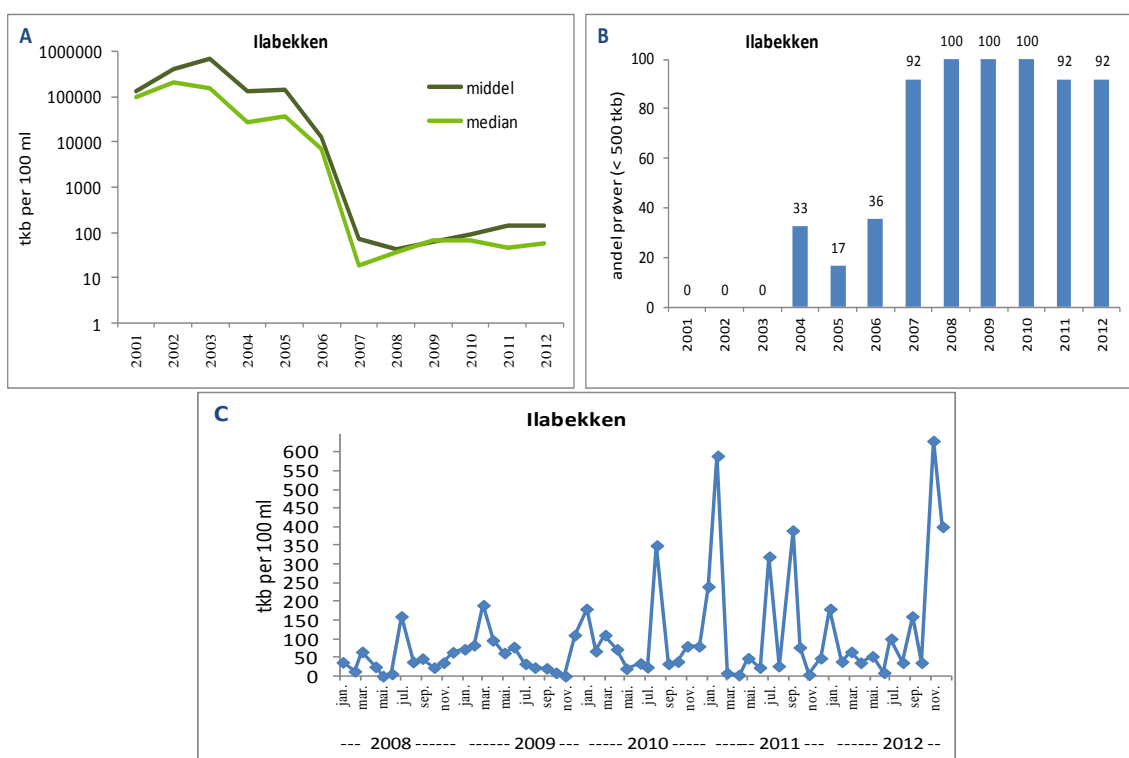 A
Ilabekken
1000000
100000
10000
1000
100
10
1
tkb per 100 ml
middel
median
2001 2002 2003 2004 2005 2006 2007 2008 2009 2010 2011 2012
B
Ilabekken
100
80
60
40
20
0
andel prøver (< 500 tkb)
0 0 0 33 17 36 92 100 100 100 92 92
2001 2002 2003 2004 2005 2006 2007 2008 2009 2010 2011 2012
C
Ilabekken
600
550
500
450
400
350
300
250
200
150
100
50
0
tkb per 100 ml
jan. mar. mai. jul. sep. nov. jan. mar. mai. jul. sep. nov. jan. mar. mai. jul. sep. nov. jan. mar. mai. jul. sep. nov. jan. mar. mai. jul. sep. nov.
--- 2008 ------- ------- 2009 ---- ------- 2010 ------- ------- 2011 ------ ------- 2012 -- --